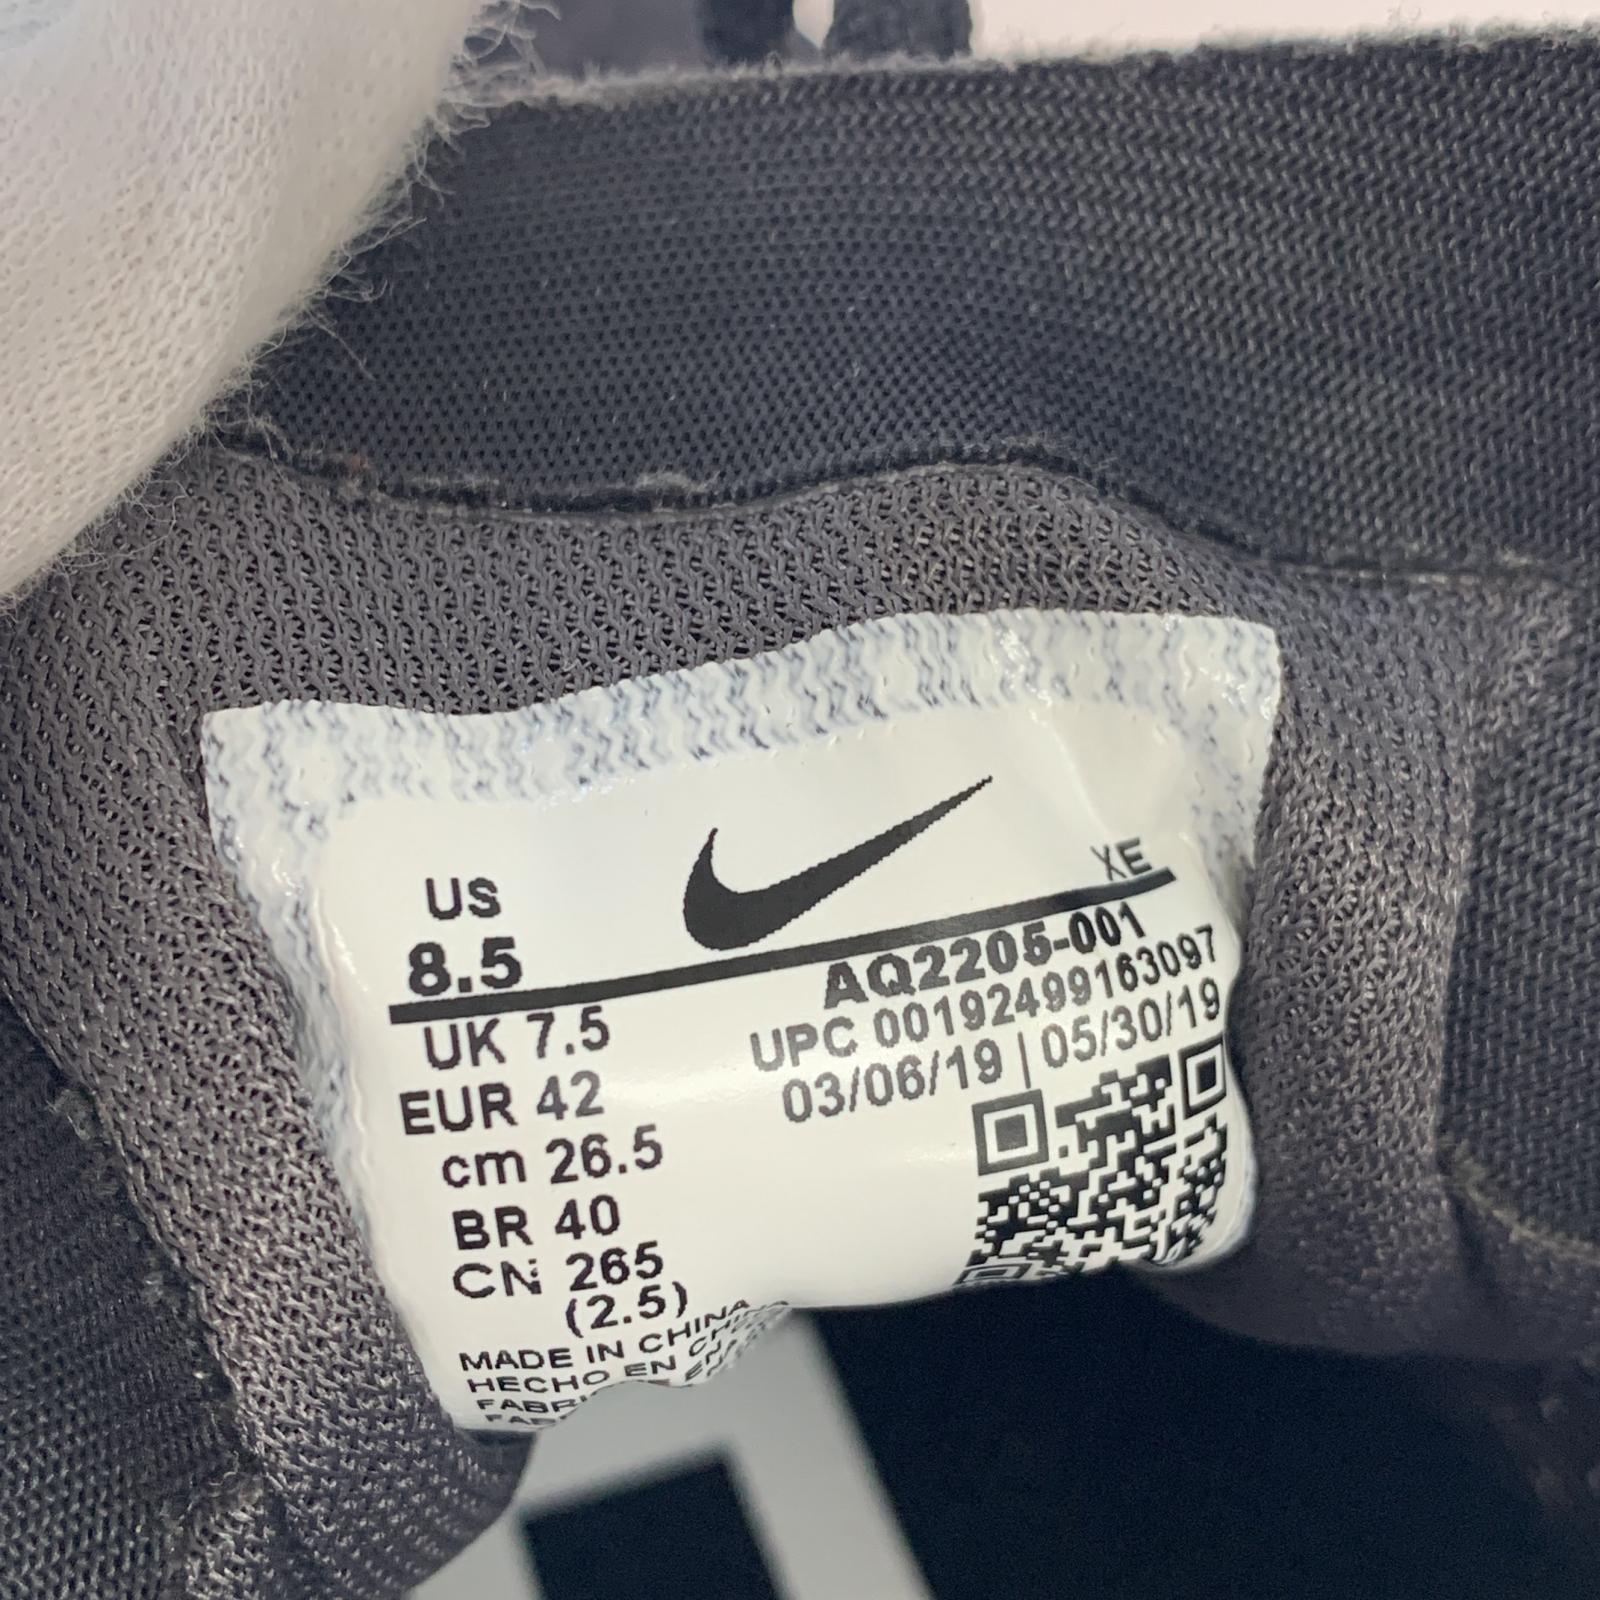 US
8.5
XE
AQ2205-001
UPC 00192499163097
03/06/19 | 05/30/19
UK 7.5
EUR 42
cm 26.5
BR 40
CN 265
(2.5)
MADE IN CHINA
HECHO EN